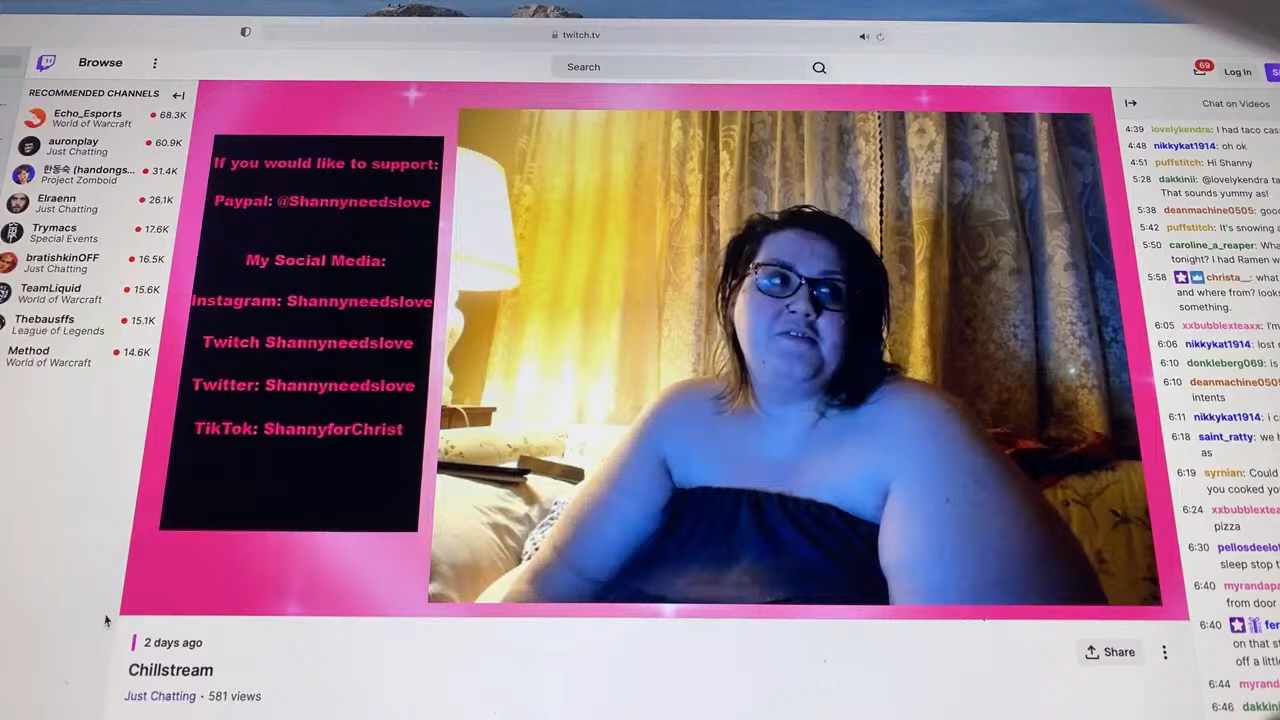 twitch.tv
Browse
Search
69
Log In
RECOMMENDED CHANNELS
Echo_Esports
World of Warcraft
68.3K
auronplay
Just Chatting
60.9K
한동숙 (handongs...
Project Zomboid
31.4K
Elraenn
Just Chatting
26.1K
Trymacs
Special Events
17.6K
bratishkinOFF
Just Chatting
16.5K
TeamLiquid
World of Warcraft
15.6K
Thebausffs
League of Legends
15.1K
Method
World of Warcraft
14.6K
If you would like to support:
Paypal: @Shannyneedslove
My Social Media:
Instagram: Shannyneedslove
Twitch Shannyneedslove
Twitter: Shannyneedslove
TikTok: ShannyforChrist
2 days ago
Chillstream
Just Chatting · 581 views
Share
Chat on Videos
4:39 lovelykendra: I had taco
4:48 nikkykat1914: oh ok
4:51 puffstitch: Hi Shanny
5:28 dakkinii: @lovelykendra
That sounds yummy as!
5:38 deanmachine0505:
5:42 puffstitch: It's snowing
5:50 caroline_a_reaper:
tonight? I had Ramen
5:58 christa__:
and where from?
something.
6:05 xxbubblexteaxx: I'm
6:06 nikkykat1914: lost
6:10 donkleberg069: is
6:10 deanmachine050
intents
6:11 nikkykat1914: i
6:18 saint_ratty:
as
6:19 syrnian: Could
you cooked
6:24 xxbubblextea
pizza
6:30 pellosdeelo
sleep stop
6:40 myrandapa
from door
6:40 fer
on that
off a
6:44 myrand
6:46 dakkini